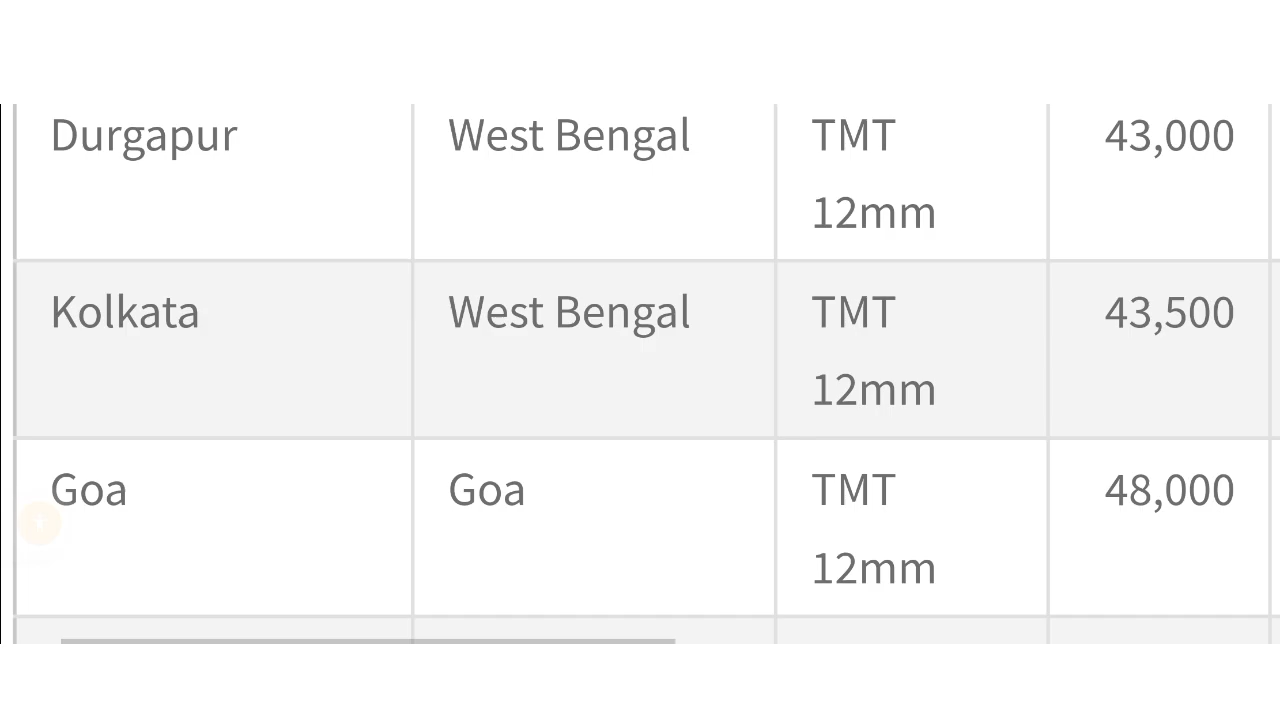 Durgapur West Bengal TMT 43,000
12mm
Kolkata West Bengal TMT 43,500
12mm
Goa Goa TMT 48,000
12mm